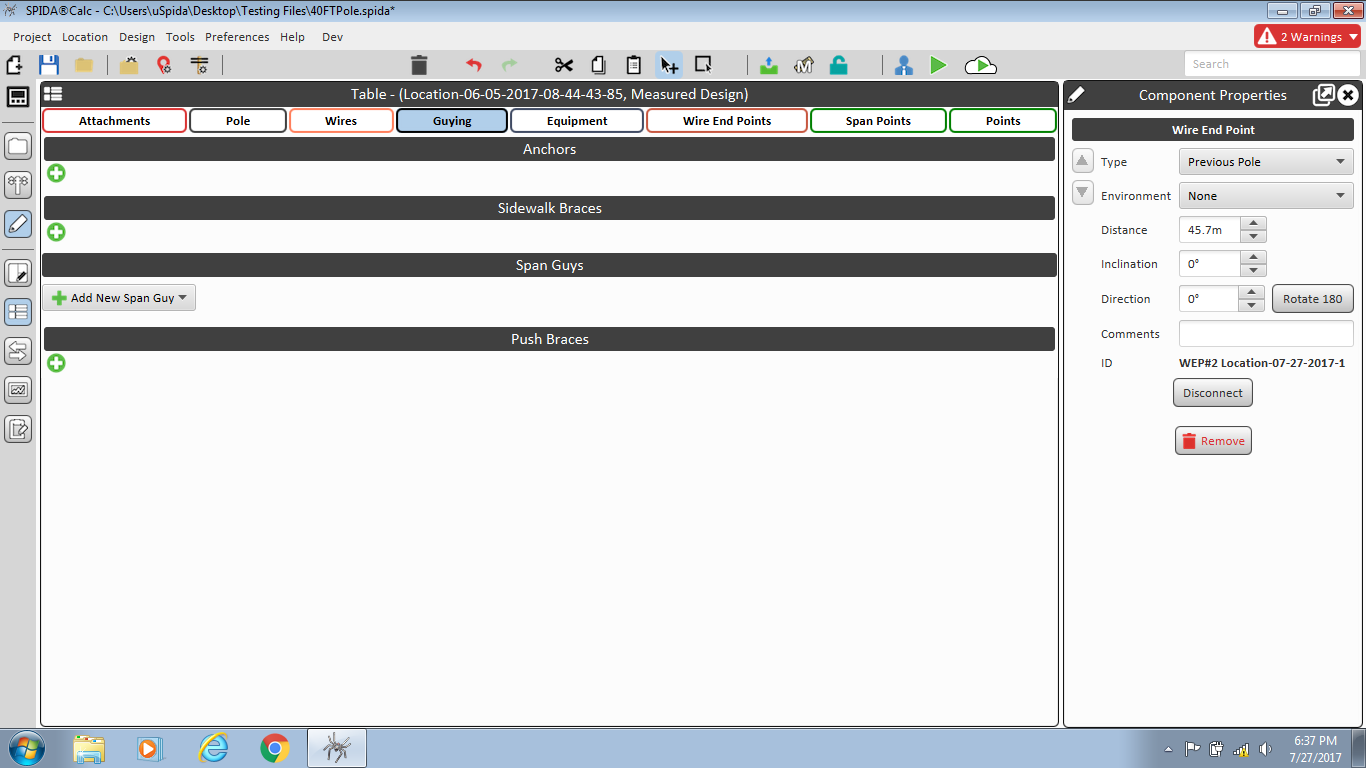 SPIDA®Calc - C:\Users\uSpida\Desktop\Testing Files\40FTPole.spida*
Project Location Design Tools Preferences Help Dev
2 Warnings
Search
Table - (Location-06-05-2017-08-44-43-85, Measured Design)
Attachments Pole Wires Guying Equipment Wire End Points Span Points Points
Anchors
Sidewalk Braces
Span Guys
Add New Span Guy
Push Braces
Component Properties
Wire End Point
Type Previous Pole
Environment None
Distance 45.7m
Inclination 0°
Direction 0° Rotate 180
Comments
ID WEP#2 Location-07-27-2017-1
Disconnect
Remove
6:37 PM
7/27/2017